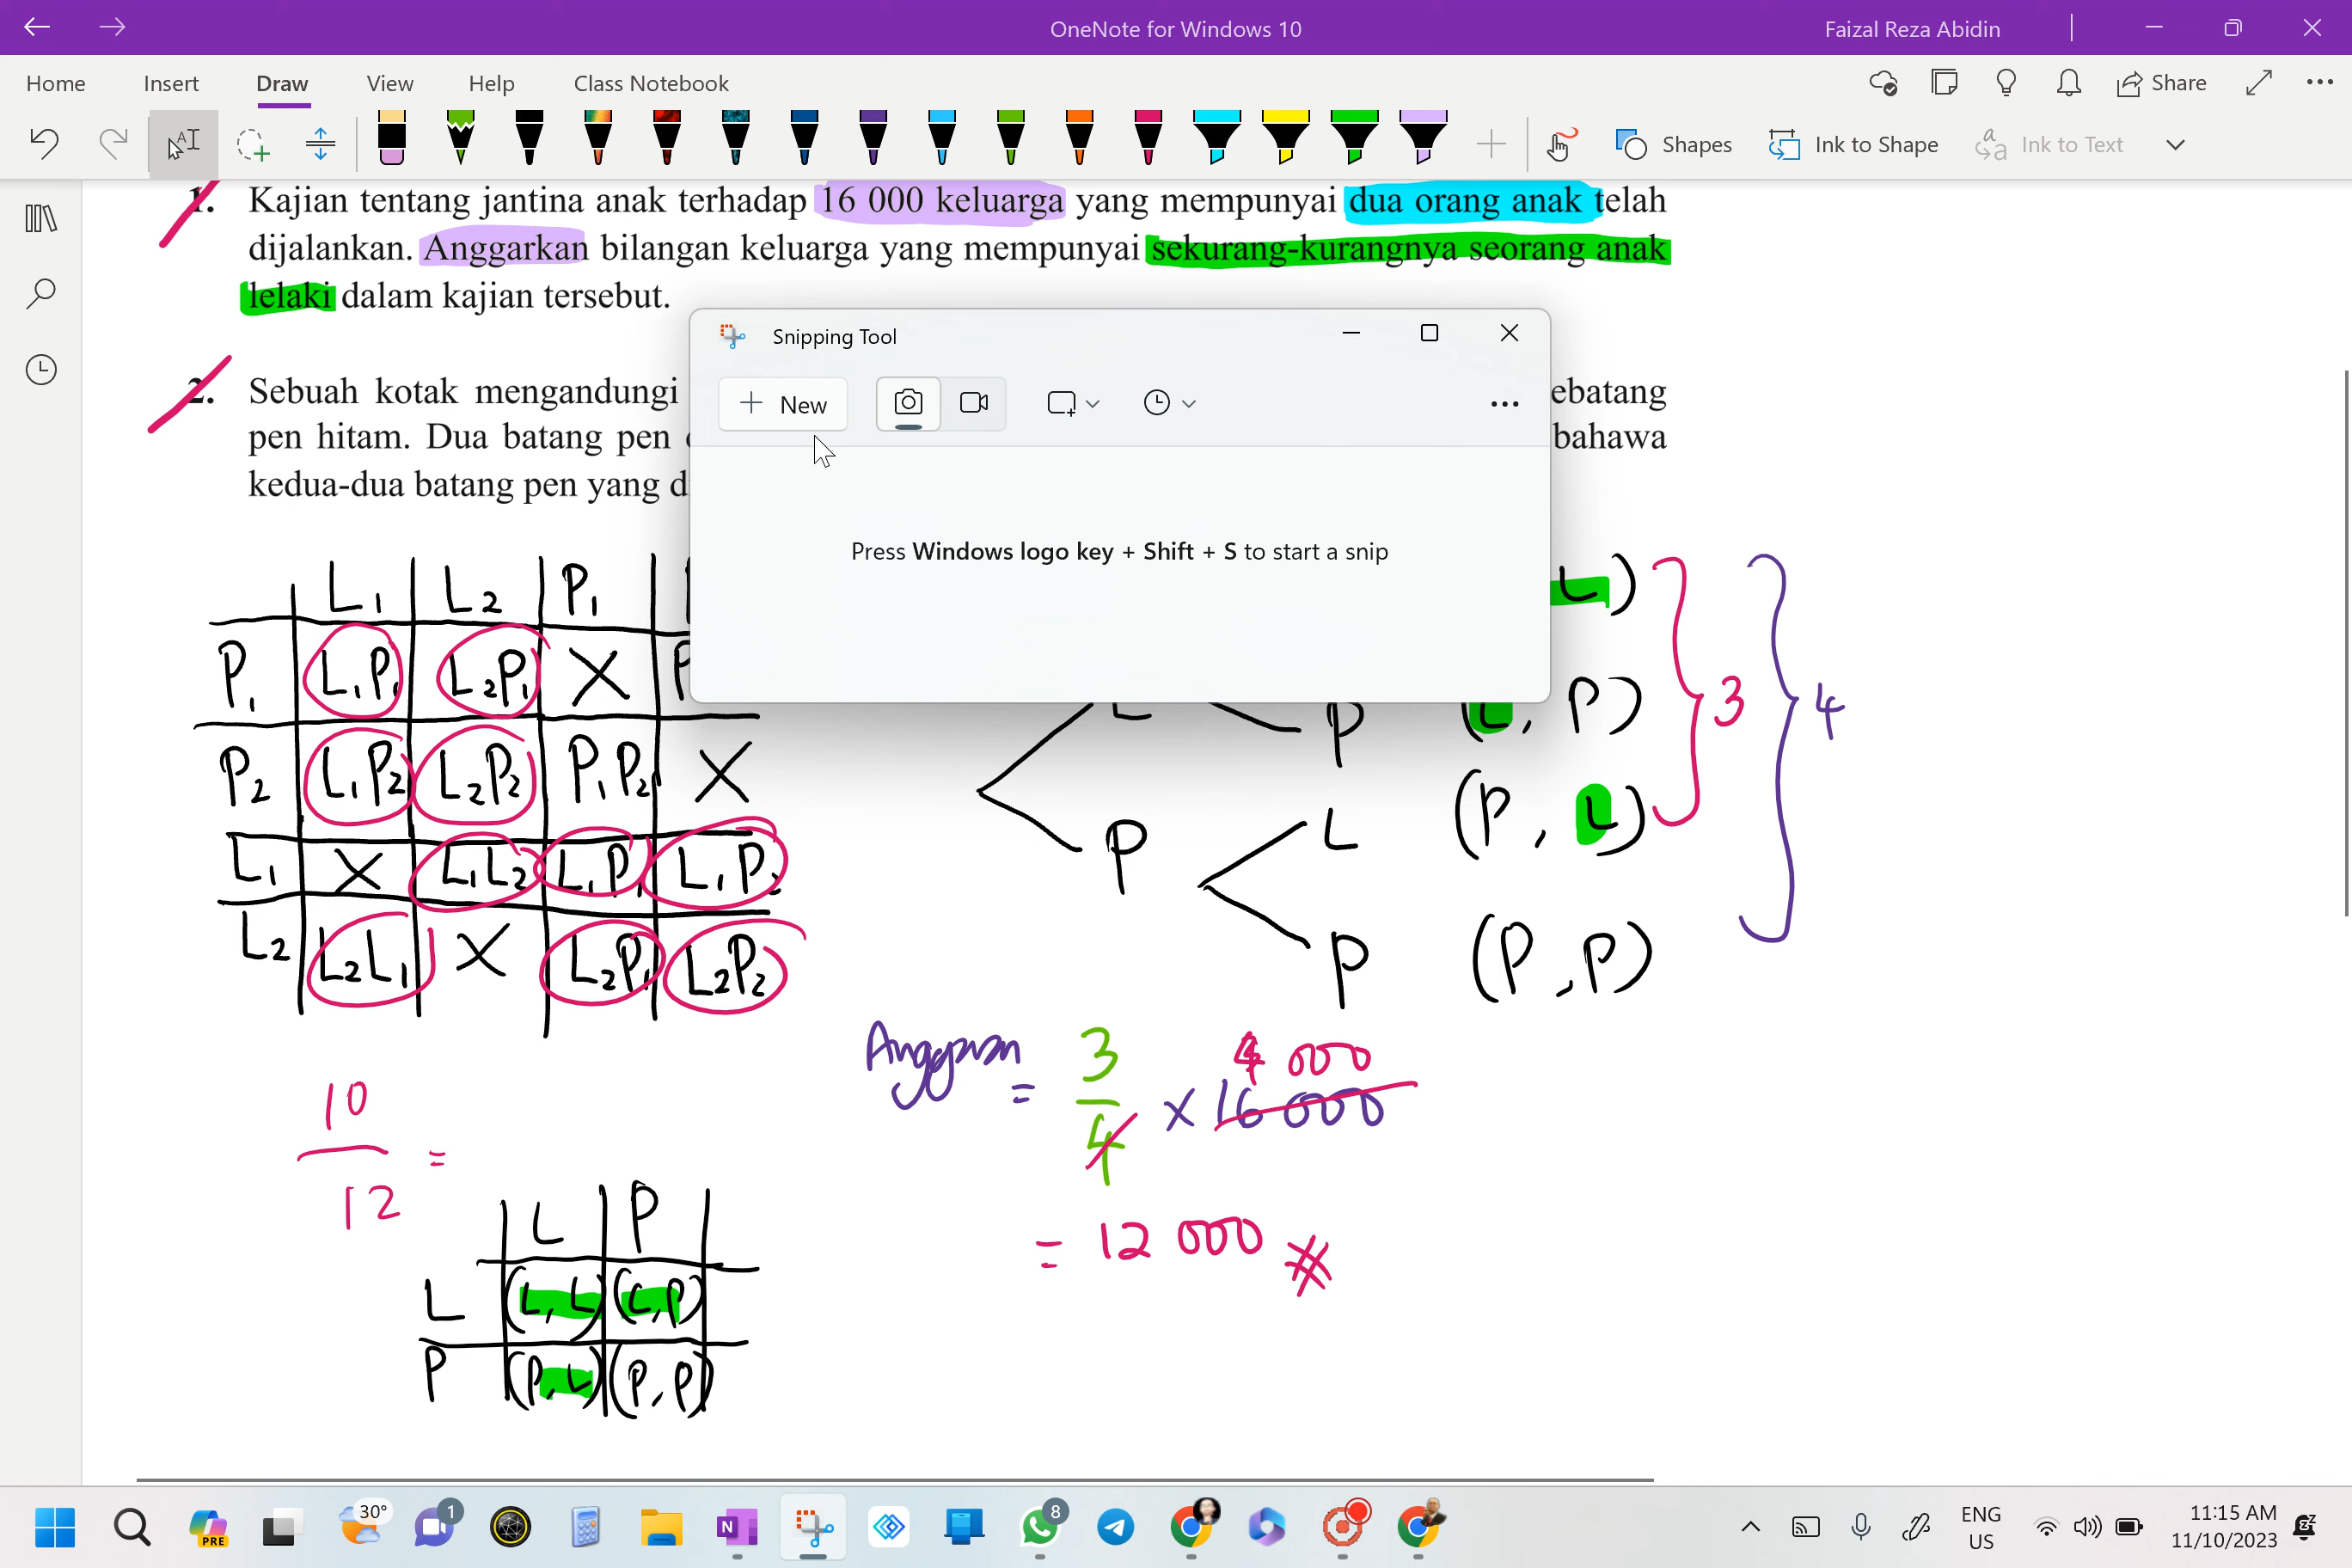 OneNote for Windows 10
Faizal Reza Abidin
Home Insert Draw View Help Class Notebook
Share
Shapes Ink to Shape Ink to Text
1. Kajian tentang jantina anak terhadap 16 000 keluarga yang mempunyai dua orang anak telah
dijalankan. Anggarkan bilangan keluarga yang mempunyai sekurang-kurangnya seorang anak
lelaki dalam kajian tersebut.
Snipping Tool
New
Press Windows logo key + Shift + S to start a snip
2. Sebuah kotak mengandungi ebatang
pen hitam. Dua batang pen bahawa
kedua-dua batang pen yang d
L1 L2 P1
P1 L1P1 L2P1 X P
P2 L1P2 L2P2 P1P2 X
L1 X L1L2 L1P1 L1P2
L2 L2L1 X L2P1 L2P2
L)
L P (L, P) 3 4
P L (P, L)
P (P, P)
Anggaran = 3/4 x 16 000
4 000
= 12 000 #
10/12 =
L P
L (L, L) (L, P)
P (P, L) (P, P)
PRE
30°
1
N
8
ENG
US
11:15 AM
11/10/2023